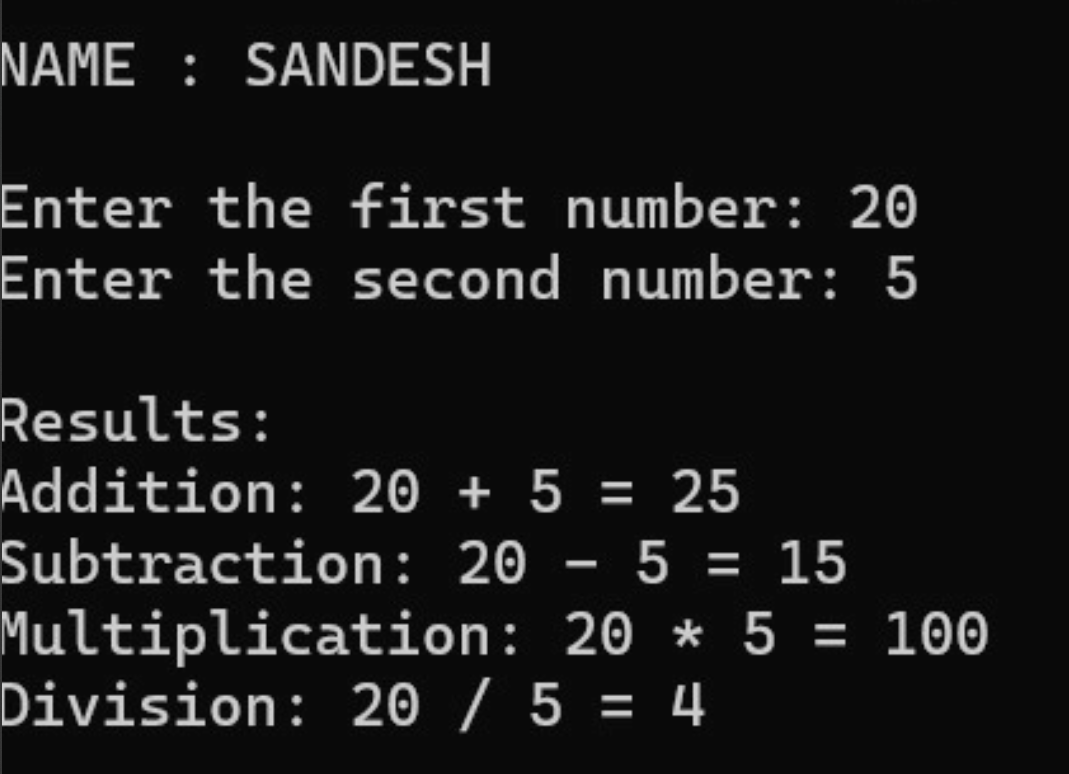 NAME : SANDESH
Enter the first number: 20
Enter the second number: 5
Results:
Addition: 20 + 5 = 25
Subtraction: 20 - 5 = 15
Multiplication: 20 * 5 = 100
Division: 20 / 5 = 4